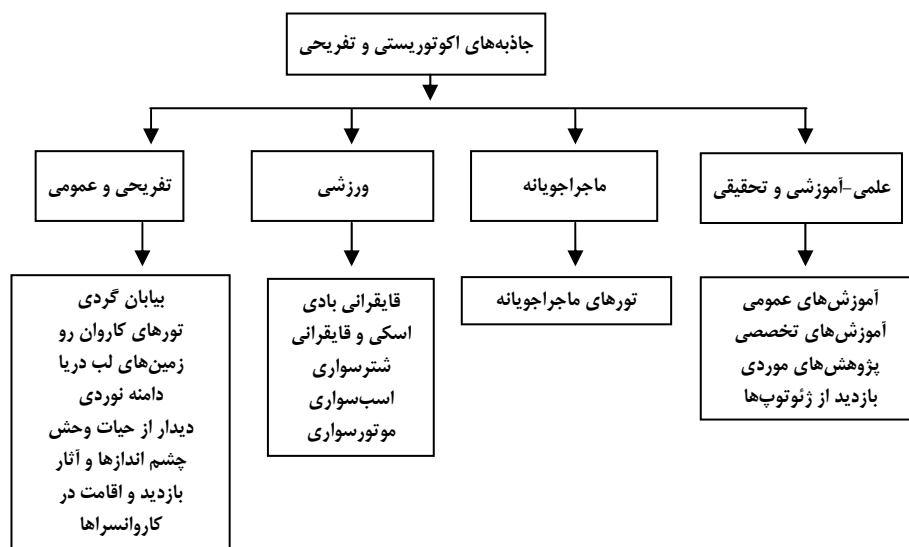 جاذبه‌های اکوتوریستی و تفریحی
علمی-آموزشی و تحقیقی
ماجراجویانه
ورزشی
تفریحی و عمومی
آموزش‌های عمومی
آموزش‌های تخصصی
پژوهش‌های موردی
بازدید از ژئوتوپ‌ها
تورهای ماجراجویانه
قایقرانی بادی
اسکی و قایقرانی
شترسواری
اسب‌سواری
موتورسواری
بیابان گردی
تورهای کاروان رو
زمین‌های لب دریا
دامنه نوردی
دیدار از حیات وحش
چشم اندازها و آثار
بازدید و اقامت در
کاروانسراها